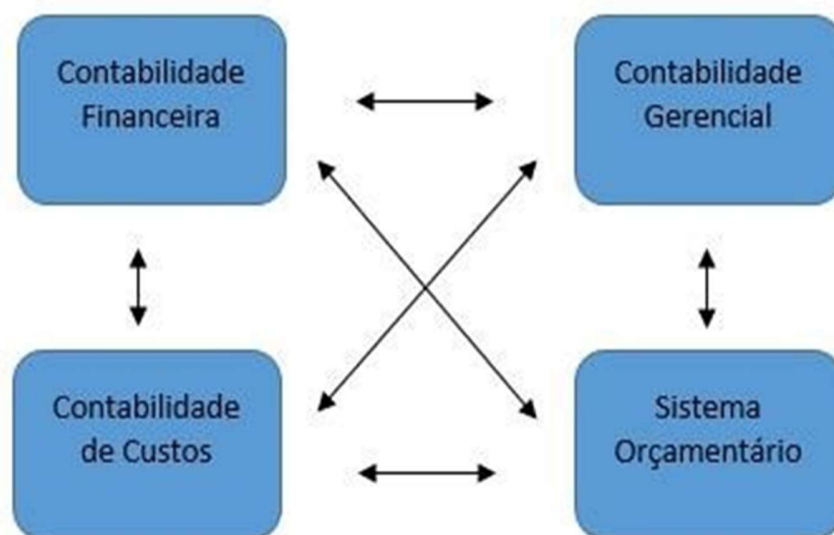 Contabilidade
Financeira
Contabilidade
Gerencial
Contabilidade
de Custos
Sistema
Orçamentário